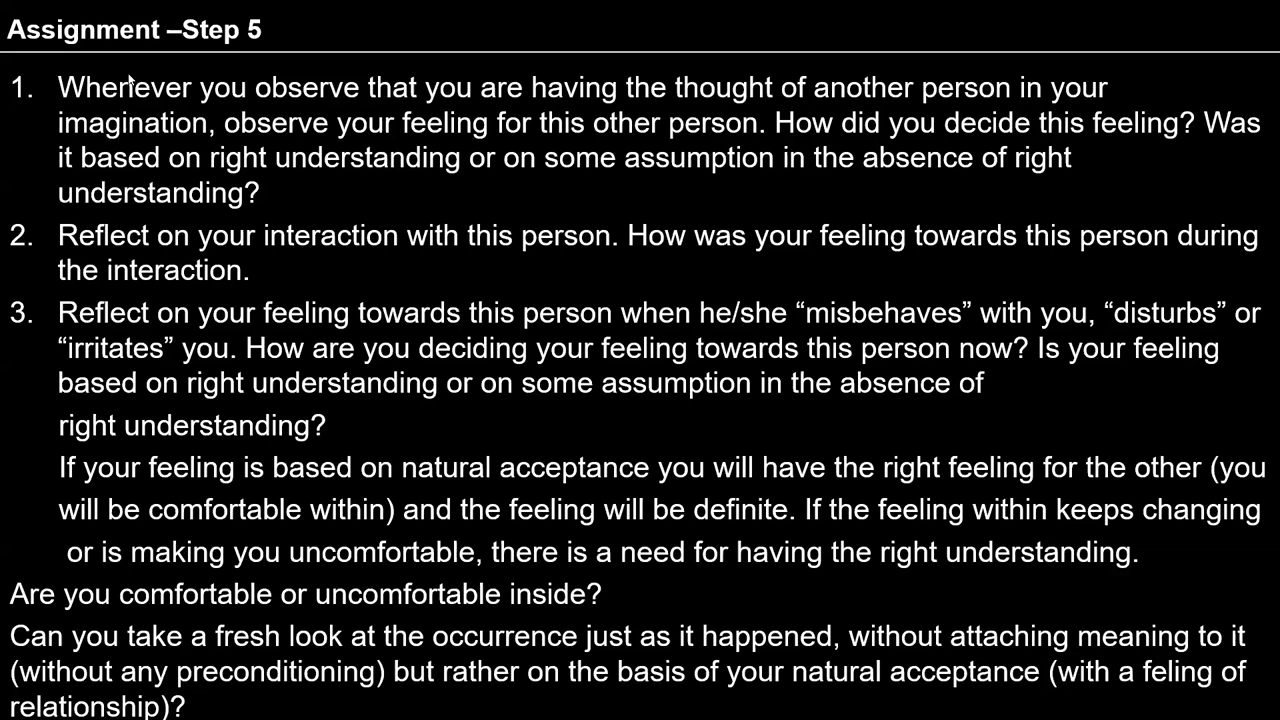 Assignment –Step 5
1. Whenever you observe that you are having the thought of another person in your
imagination, observe your feeling for this other person. How did you decide this feeling? Was
it based on right understanding or on some assumption in the absence of right
understanding?
2. Reflect on your interaction with this person. How was your feeling towards this person during
the interaction.
3. Reflect on your feeling towards this person when he/she “misbehaves” with you, “disturbs” or
“irritates” you. How are you deciding your feeling towards this person now? Is your feeling
based on right understanding or on some assumption in the absence of
right understanding?
If your feeling is based on natural acceptance you will have the right feeling for the other (you
will be comfortable within) and the feeling will be definite. If the feeling within keeps changing
or is making you uncomfortable, there is a need for having the right understanding.
Are you comfortable or uncomfortable inside?
Can you take a fresh look at the occurrence just as it happened, without attaching meaning to it
(without any preconditioning) but rather on the basis of your natural acceptance (with a feling of
relationship)?